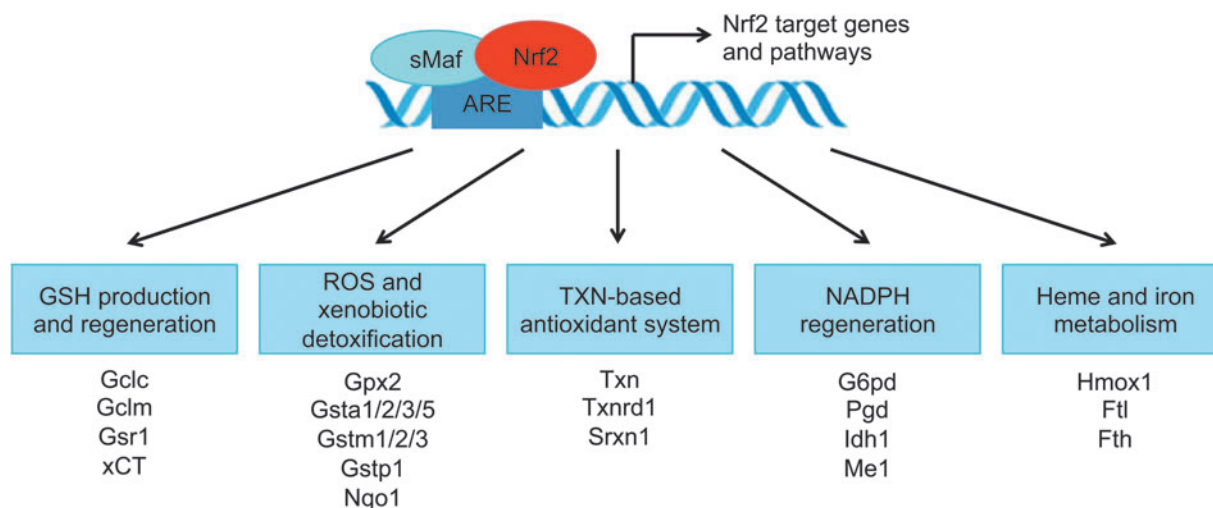 Nrf2 target genes
and pathways
sMaf
Nrf2
ARE
GSH production
and regeneration
Gclc
Gclm
Gsr1
xCT
ROS and
xenobiotic
detoxification
Gpx2
Gsta1/2/3/5
Gstm1/2/3
Gstp1
Nqo1
TXN-based
antioxidant system
Txn
Txnrd1
Srxn1
NADPH
regeneration
G6pd
Pgd
Idh1
Me1
Heme and iron
metabolism
Hmox1
Ftl
Fth